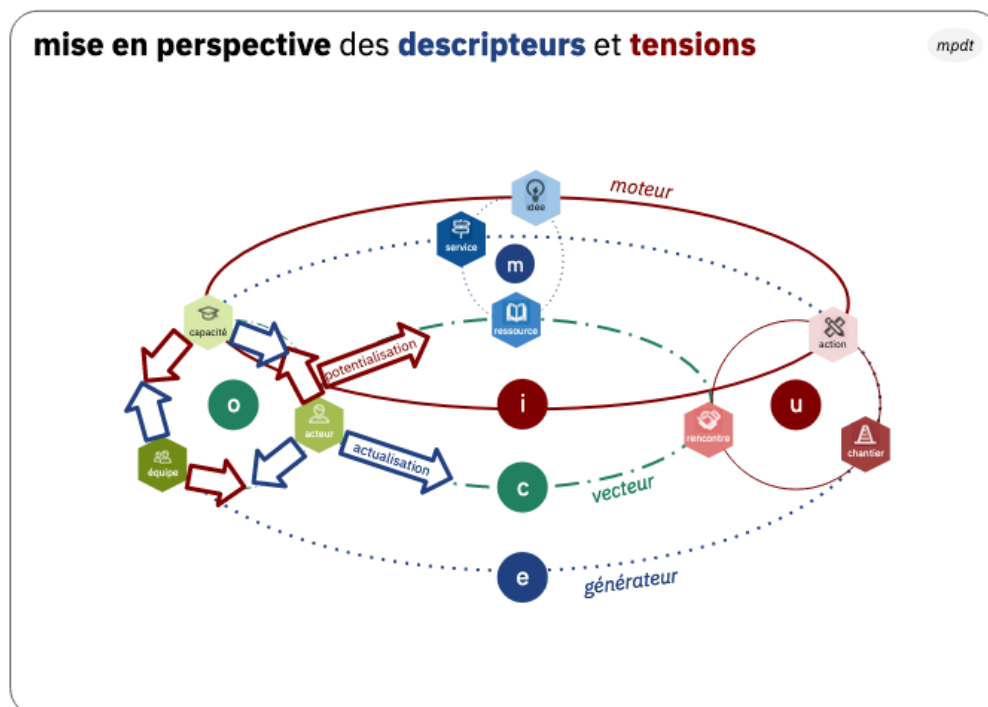 mise en perspective des descripteurs et tensions
mpdt
moteur
idée
service
m
capacité
ressource
action
potentialisation
o
i
u
acteur
rencontre
équipe
actualisation
chantier
c
vecteur
e
générateur